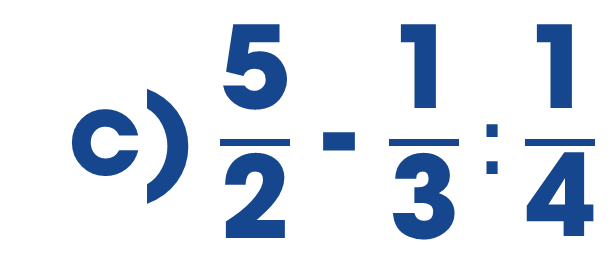 c) 5/2 - 1/3 : 1/4